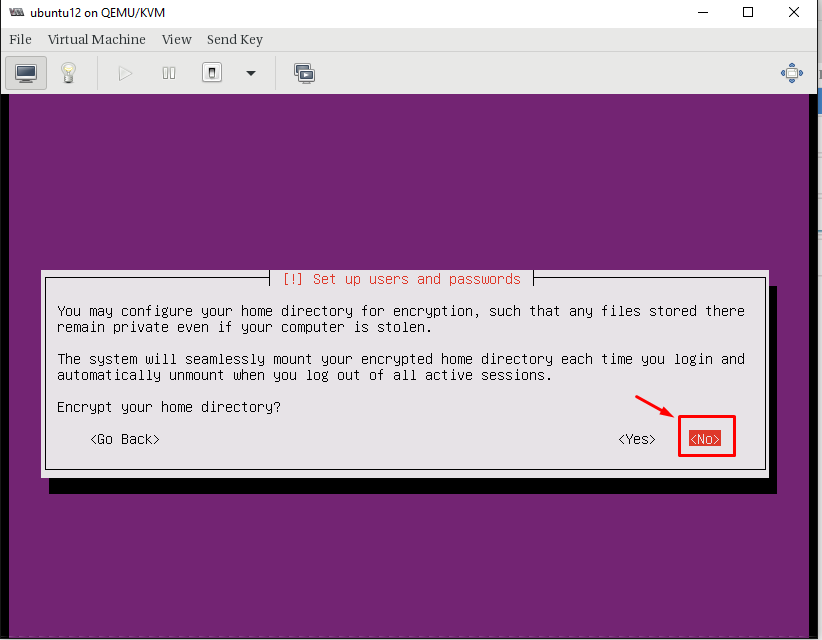 ubuntu12 on QEMU/KVM
File Virtual Machine View Send Key
[!] Set up users and passwords
You may configure your home directory for encryption, such that any files stored there
remain private even if your computer is stolen.
The system will seamlessly mount your encrypted home directory each time you login and
automatically unmount when you log out of all active sessions.
Encrypt your home directory?
<Go Back> <Yes> <No>